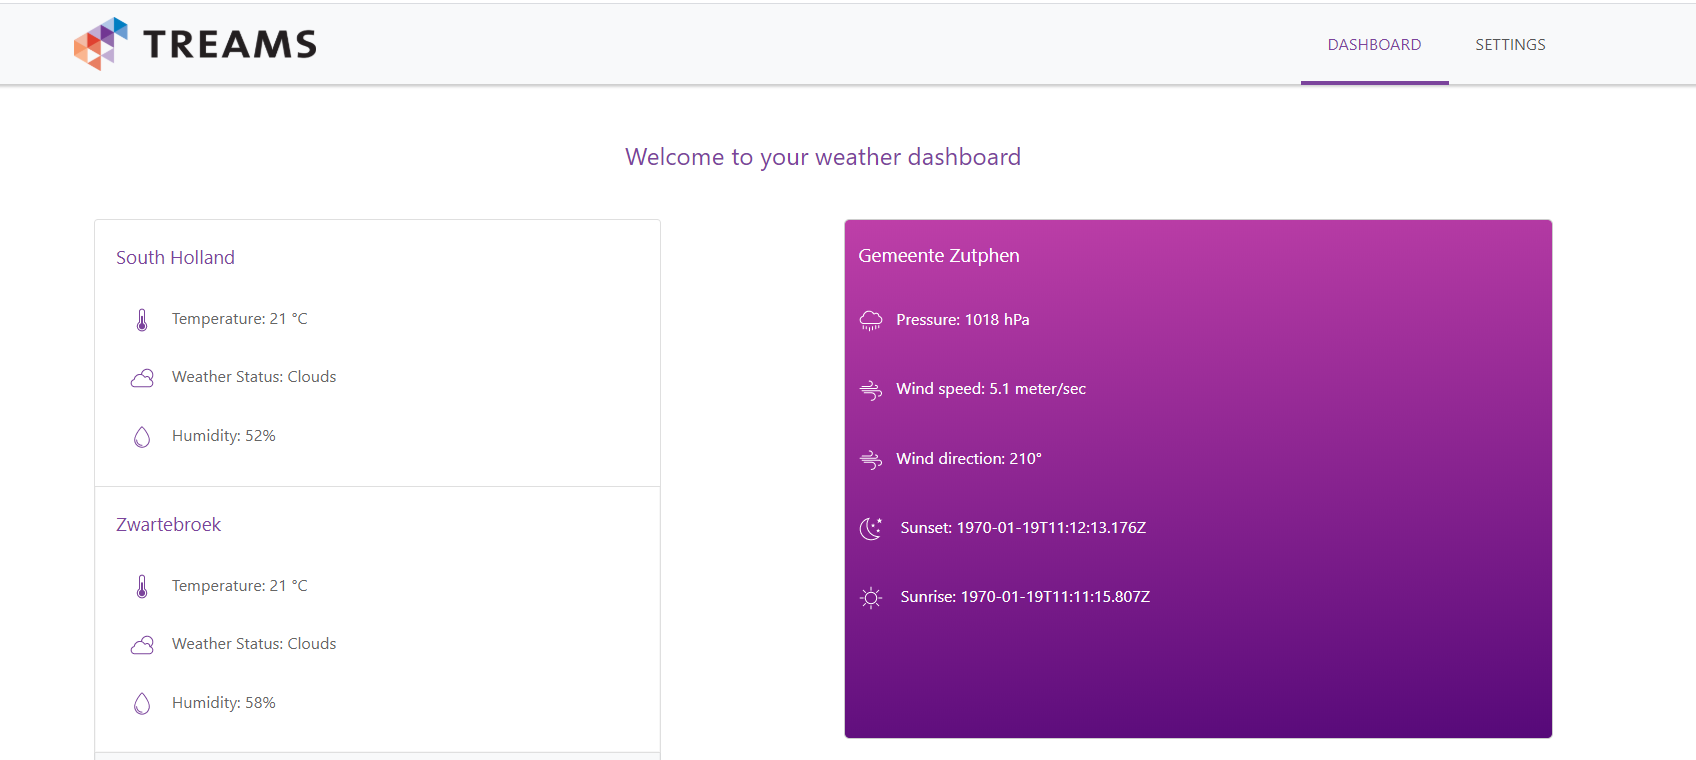 TREAMS
DASHBOARD
SETTINGS
Welcome to your weather dashboard
South Holland
Temperature: 21 °C
Weather Status: Clouds
Humidity: 52%
Zwartebroek
Temperature: 21 °C
Weather Status: Clouds
Humidity: 58%
Gemeente Zutphen
Pressure: 1018 hPa
Wind speed: 5.1 meter/sec
Wind direction: 210°
Sunset: 1970-01-19T11:12:13.176Z
Sunrise: 1970-01-19T11:11:15.807Z